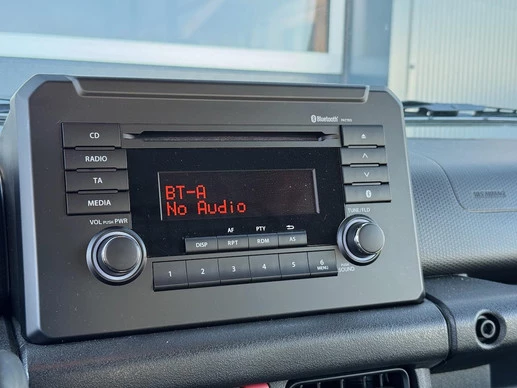 Bluetooth®
CD
RADIO
TA
MEDIA
VOL PUSH PWR
BT-A
No Audio
AF
PTY
DISP
RPT
RDM
AS
TUNE/FLD
PUSH SOUND
1
2
3
4
5
6
MENU